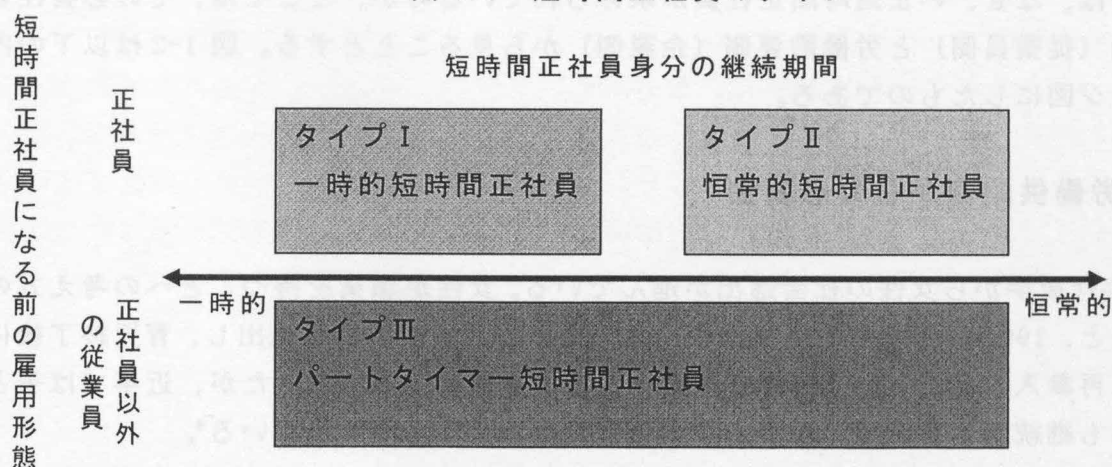 短時間正社員身分の継続期間
短時間正社員になる前の雇用形態
正社員
タイプⅠ
一時的短時間正社員
タイプⅡ
恒常的短時間正社員
一時的
恒常的
正社員以外
の従業員
タイプⅢ
パートタイマー短時間正社員